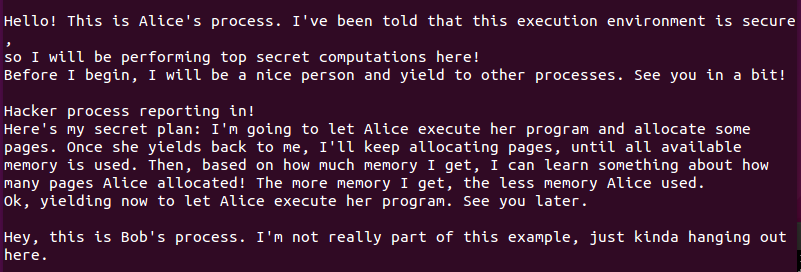 Hello! This is Alice's process. I've been told that this execution environment is secure
,
so I will be performing top secret computations here!
Before I begin, I will be a nice person and yield to other processes. See you in a bit!
Hacker process reporting in!
Here's my secret plan: I'm going to let Alice execute her program and allocate some
pages. Once she yields back to me, I'll keep allocating pages, until all available
memory is used. Then, based on how much memory I get, I can learn something about how
many pages Alice allocated! The more memory I get, the less memory Alice used.
Ok, yielding now to let Alice execute her program. See you later.
Hey, this is Bob's process. I'm not really part of this example, just kinda hanging out
here.